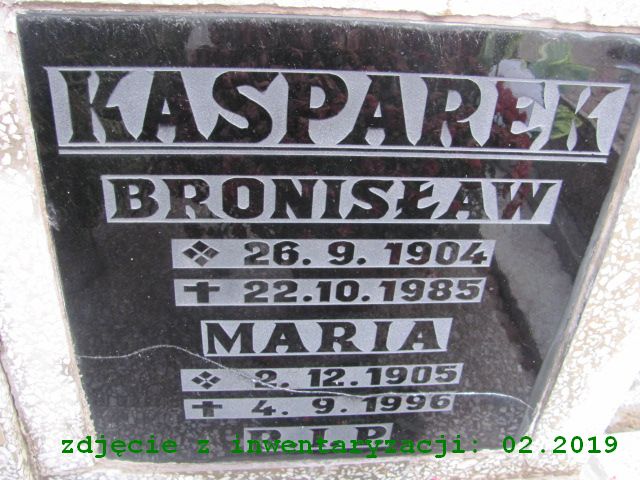 KASPAREK
BRONISŁAW
26. 9. 1904
✝ 22.10.1985
MARIA
2. 12.1905
✝ 4. 9. 1996
R.I.P.
zdjęcie z inwentaryzacji: 02.2019